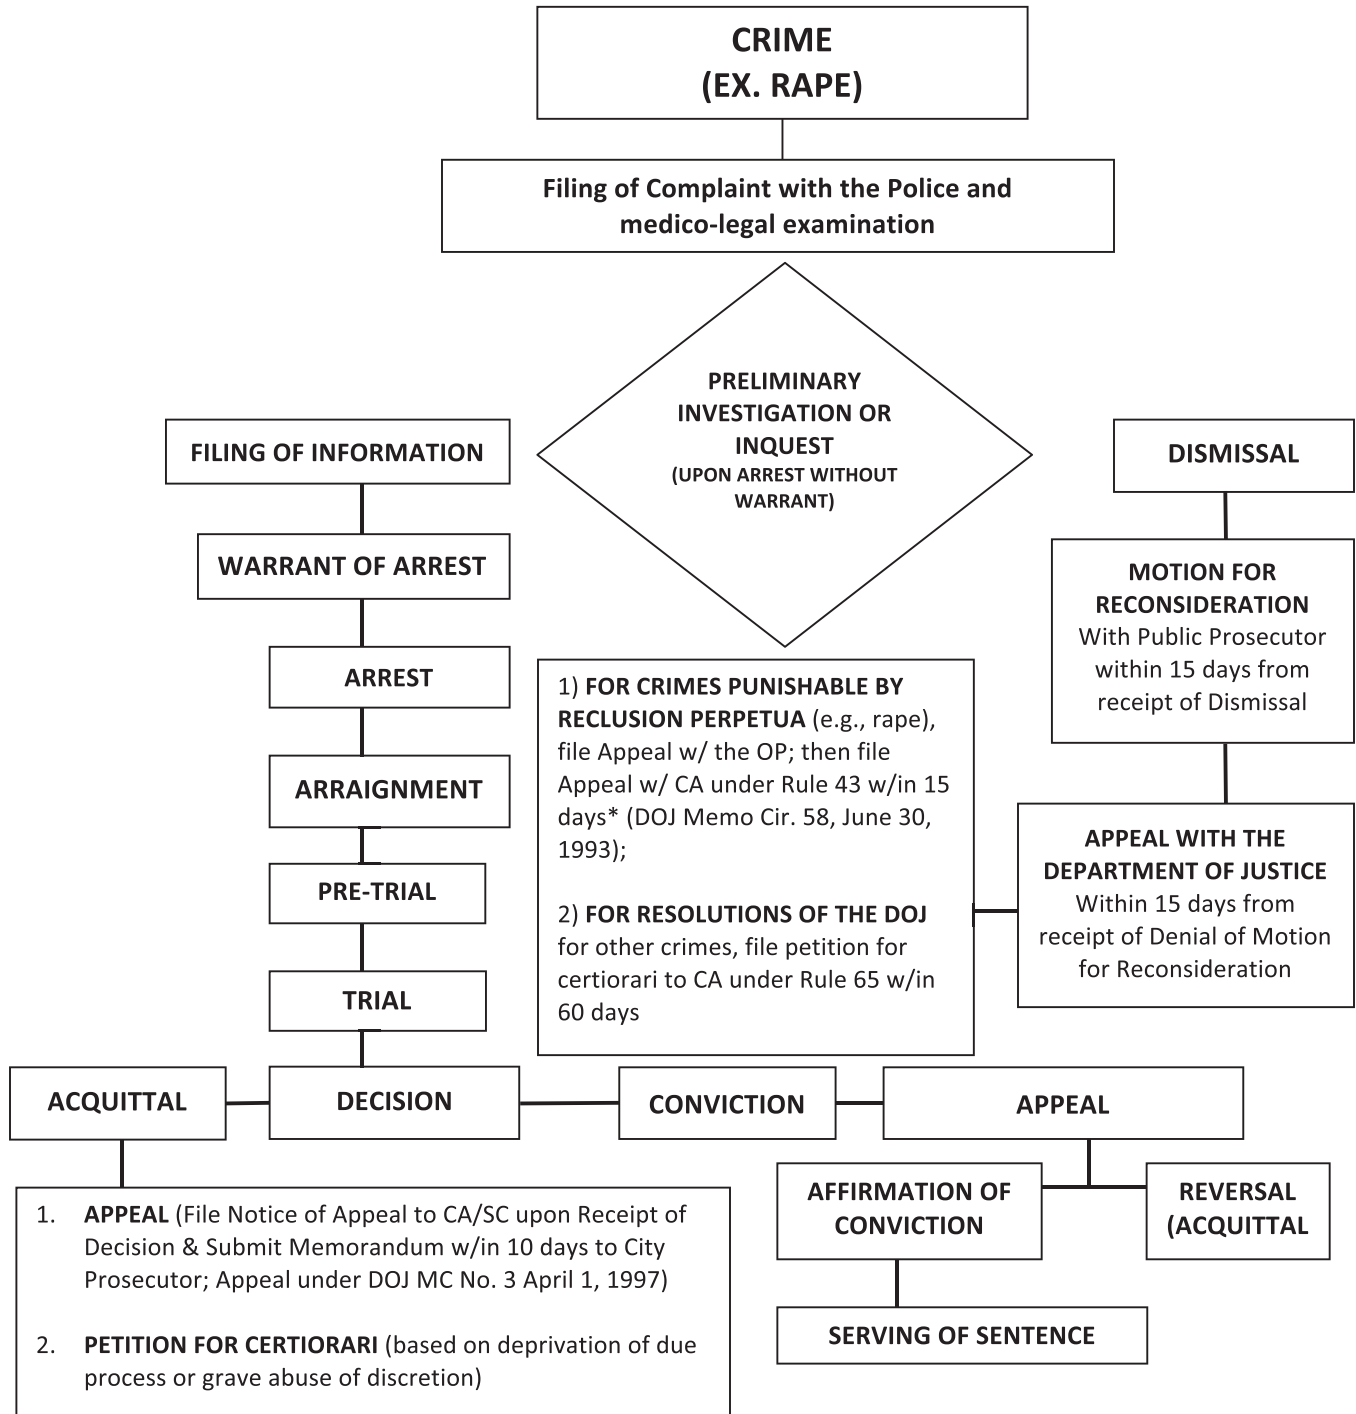 CRIME
(EX. RAPE)
Filing of Complaint with the Police and
medico-legal examination
PRELIMINARY
INVESTIGATION OR
INQUEST
(UPON ARREST WITHOUT
WARRANT)
FILING OF INFORMATION
WARRANT OF ARREST
ARREST
ARRAIGNMENT
PRE-TRIAL
TRIAL
DISMISSAL
MOTION FOR
RECONSIDERATION
With Public Prosecutor
within 15 days from
receipt of Dismissal
APPEAL WITH THE
DEPARTMENT OF JUSTICE
Within 15 days from
receipt of Denial of Motion
for Reconsideration
1) FOR CRIMES PUNISHABLE BY
RECLUSION PERPETUA (e.g., rape),
file Appeal w/ the OP; then file
Appeal w/ CA under Rule 43 w/in 15
days* (DOJ Memo Cir. 58, June 30,
1993);
2) FOR RESOLUTIONS OF THE DOJ
for other crimes, file petition for
certiorari to CA under Rule 65 w/in
60 days
ACQUITTAL
DECISION
CONVICTION
APPEAL
1. APPEAL (File Notice of Appeal to CA/SC upon Receipt of
Decision & Submit Memorandum w/in 10 days to City
Prosecutor; Appeal under DOJ MC No. 3 April 1, 1997)
2. PETITION FOR CERTIORARI (based on deprivation of due
process or grave abuse of discretion)
AFFIRMATION OF
CONVICTION
REVERSAL
(ACQUITTAL
SERVING OF SENTENCE